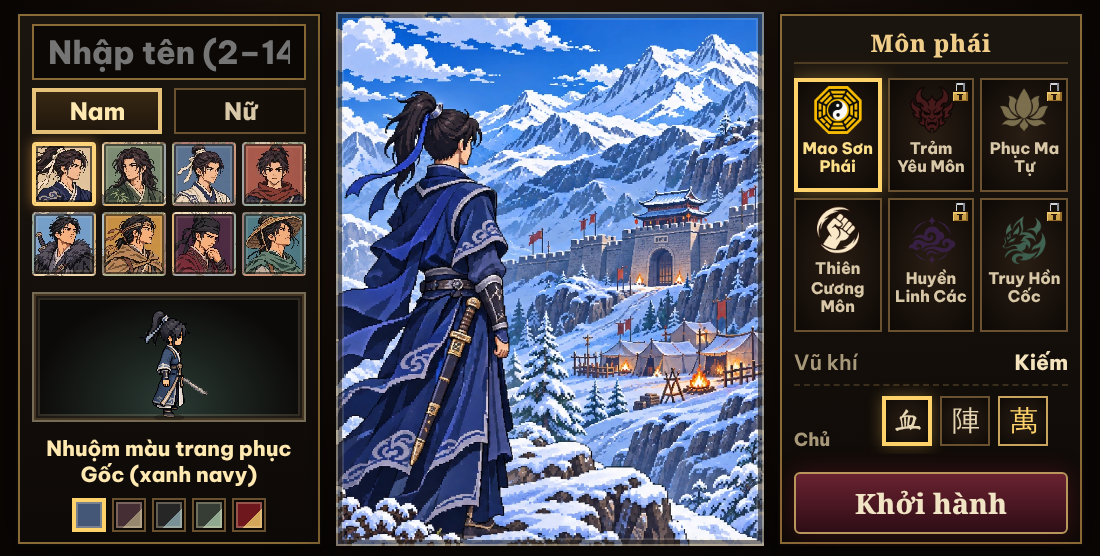 Nhập tên (2–14
Nam
Nữ
Nhuộm màu trang phục
Gốc (xanh navy)
Môn phái
Mao Sơn
Phái
Trảm
Yêu Môn
Phục Ma
Tự
Thiên
Cương
Môn
Huyền
Linh Các
Truy Hồn
Cốc
Vũ khí
Kiếm
Chủ
血
陣
萬
Khởi hành